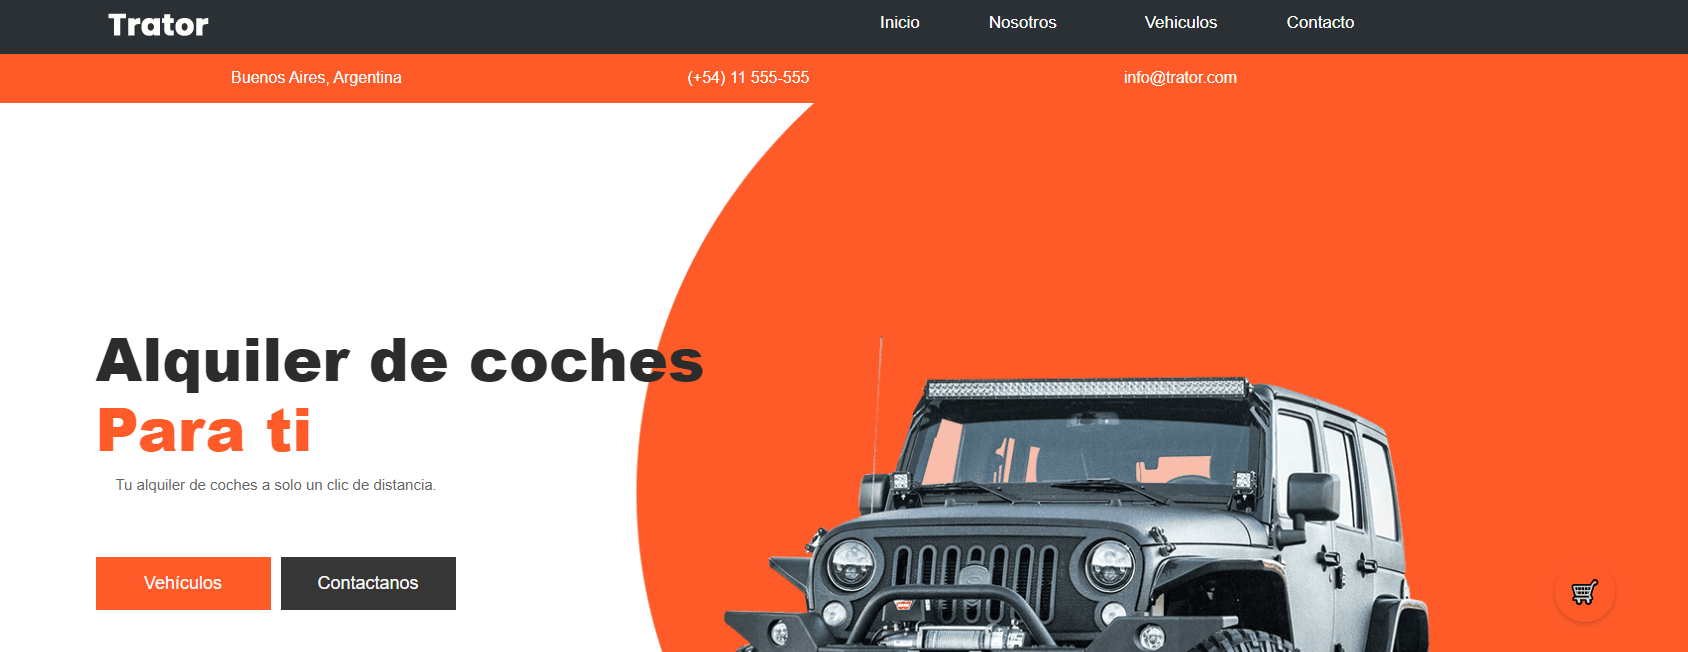 Trator
Inicio
Nosotros
Vehiculos
Contacto
Buenos Aires, Argentina
(+54) 11 555-555
info@trator.com
Alquiler de coches
Para ti
Tu alquiler de coches a solo un clic de distancia.
Vehículos
Contactanos